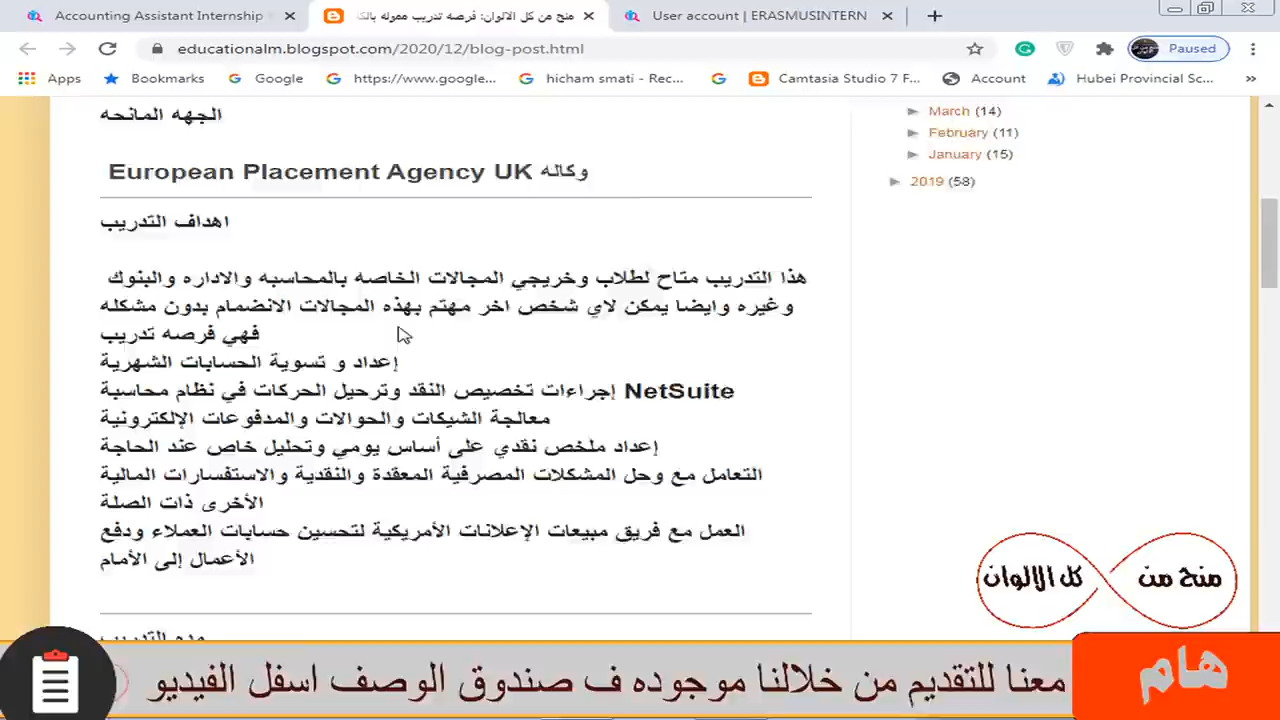 Accounting Assistant Internship
منح من كل الالوان: فرصه تدريب مموله بالك
User account | ERASMUSINTERN
educationalm.blogspot.com/2020/12/blog-post.html
Paused
Apps
Bookmarks
Google
https://www.google...
hicham smati - Rec...
Camtasia Studio 7 F...
Account
Hubei Provincial Sc...
»
الجهه المانحه
وكاله European Placement Agency UK
اهداف التدريب
هذا التدريب متاح لطلاب وخريجي المجالات الخاصه بالمحاسبه والاداره والبنوك
وغيره وايضا يمكن لاي شخص اخر مهتم بهذه المجالات الانضمام بدون مشكله
فهي فرصه تدريب
إعداد و تسوية الحسابات الشهرية
إجراءات تخصيص النقد وترحيل الحركات في نظام محاسبة NetSuite
معالجة الشيكات والحوالات والمدفوعات الإلكترونية
إعداد ملخص نقدي على أساس يومي وتحليل خاص عند الحاجة
التعامل مع وحل المشكلات المصرفية المعقدة والنقدية والاستفسارات المالية
الأخرى ذات الصلة
العمل مع فريق مبيعات الإعلانات الأمريكية لتحسين حسابات العملاء ودفع
الأعمال إلى الأمام
مده التدريب
March (14)
February (11)
January (15)
2019 (58)
منح من كل الالوان
هام
معنا للتقديم من خلالنا موجوده ف صندوق الوصف اسفل الفيديو